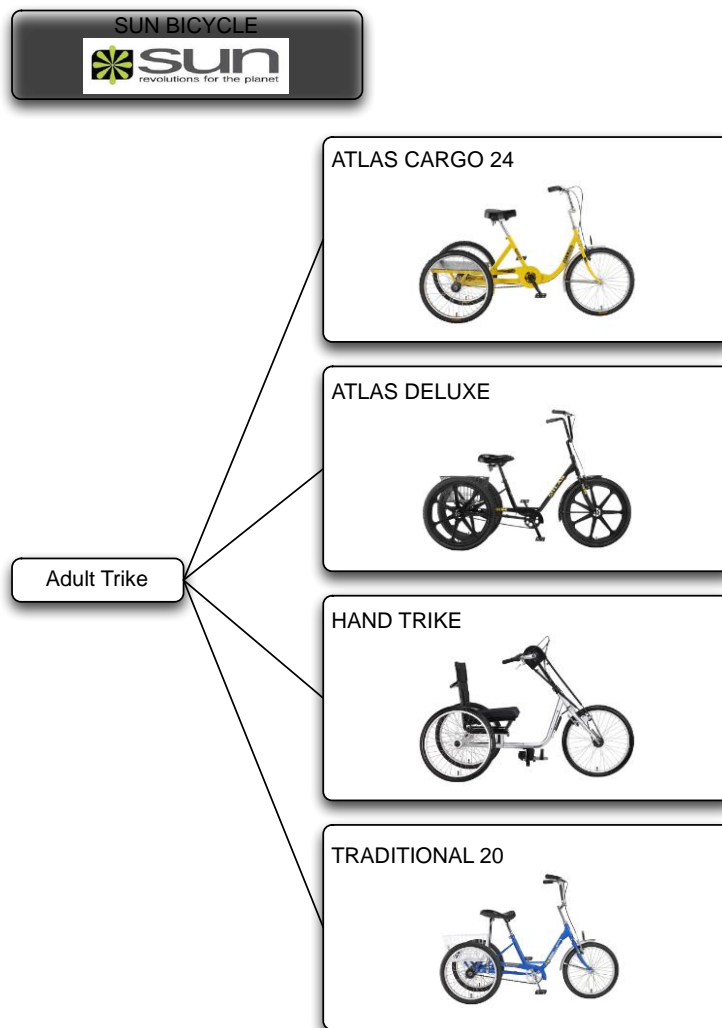 SUN BICYCLE
sun
revolutions for the planet
ATLAS CARGO 24
ATLAS DELUXE
Adult Trike
HAND TRIKE
TRADITIONAL 20